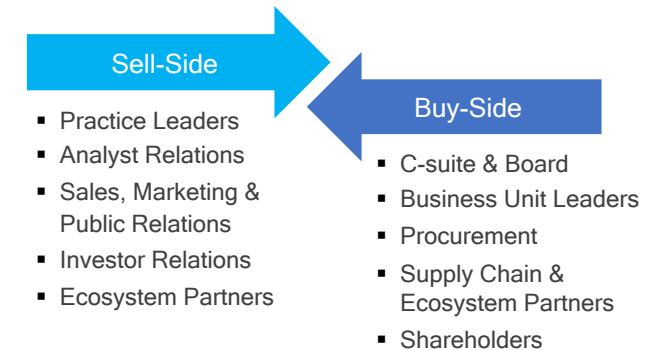 Sell-Side
▪ Practice Leaders
▪ Analyst Relations
▪ Sales, Marketing &
Public Relations
▪ Investor Relations
▪ Ecosystem Partners
Buy-Side
▪ C-suite & Board
▪ Business Unit Leaders
▪ Procurement
▪ Supply Chain &
Ecosystem Partners
▪ Shareholders